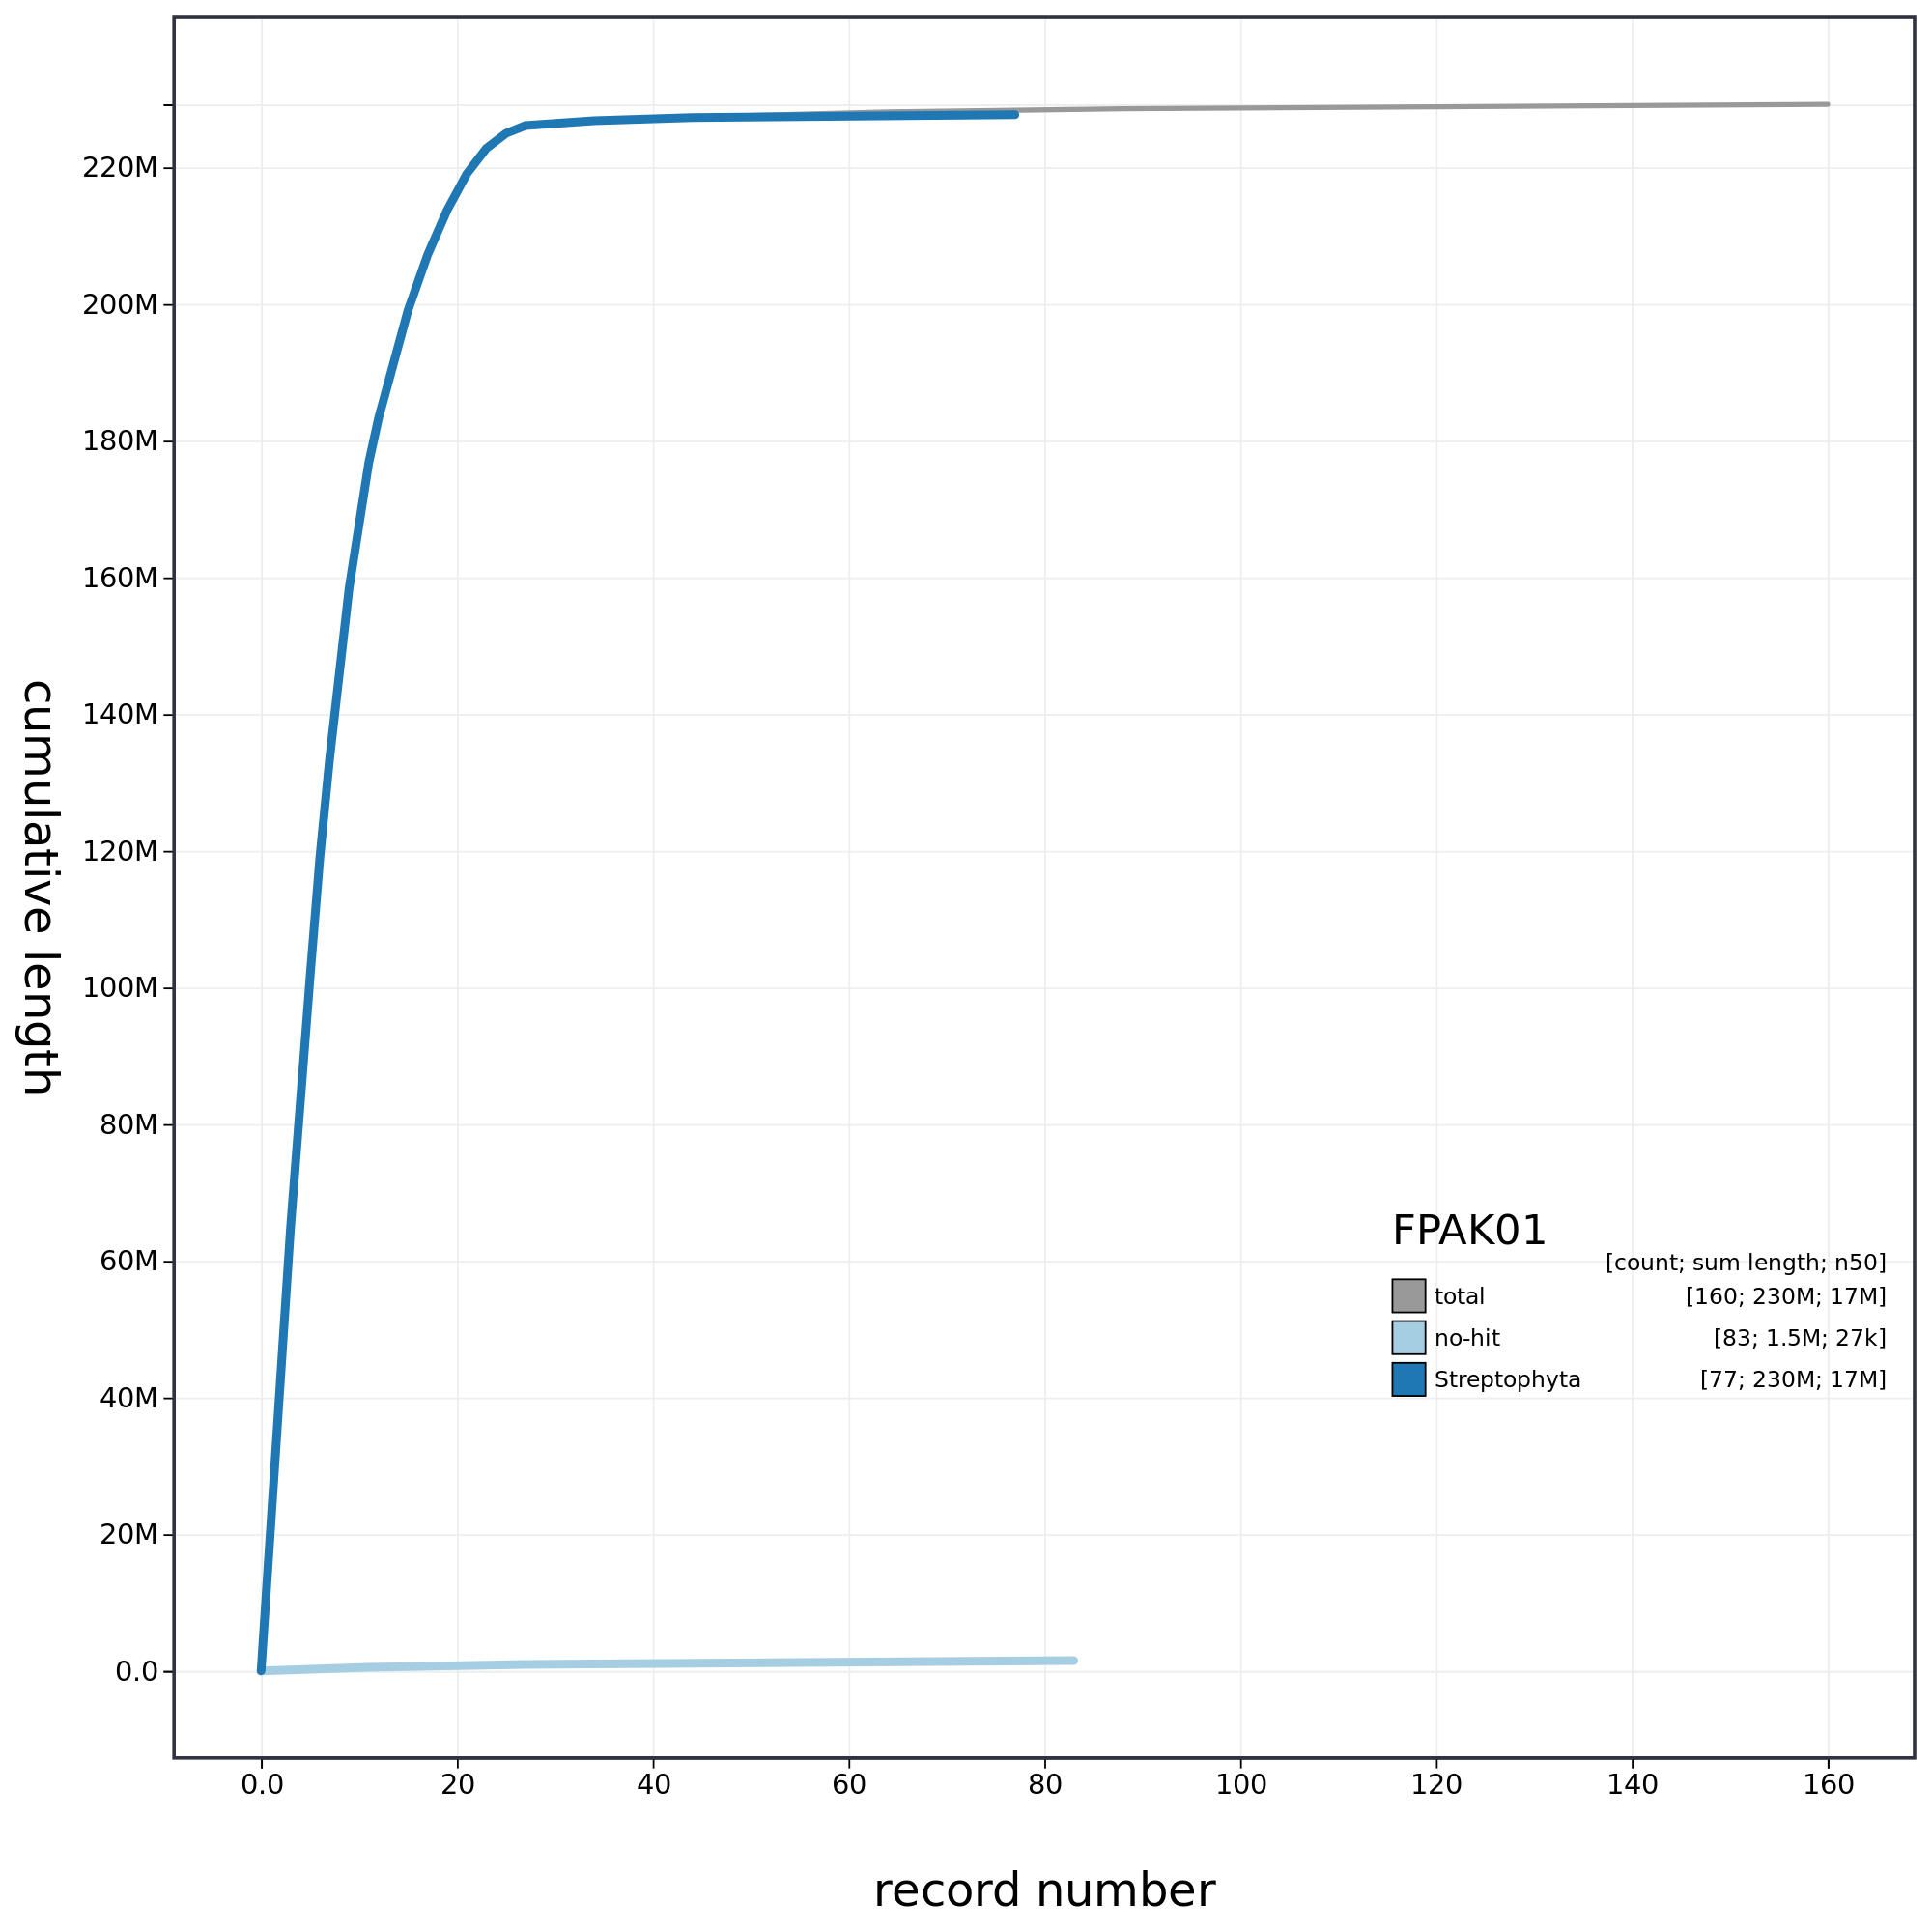 220M
200M
180M
160M
140M
120M
100M
80M
60M
40M
20M
0.0
cumulative length
0.0 20 40 60 80 100 120 140 160
record number
FPAK01
[count; sum length; n50]
total [160; 230M; 17M]
no-hit [83; 1.5M; 27k]
Streptophyta [77; 230M; 17M]